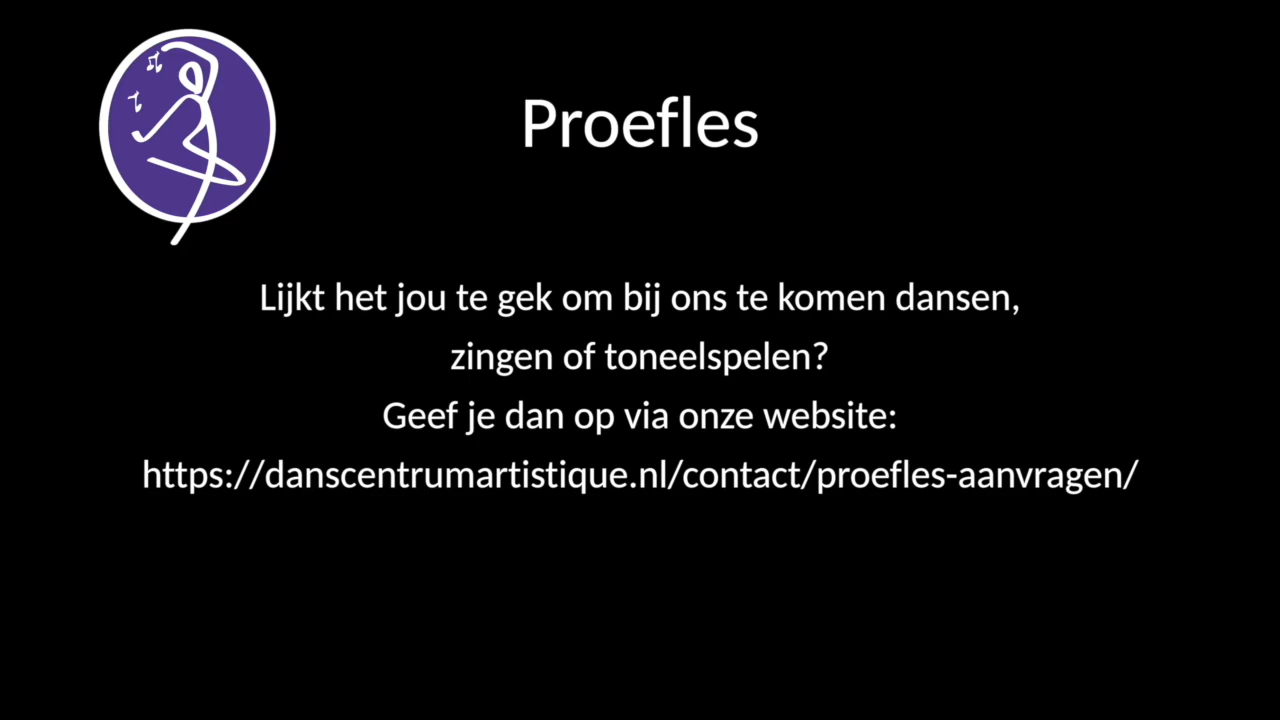 Proefles
Lijkt het jou te gek om bij ons te komen dansen,
zingen of toneelspelen?
Geef je dan op via onze website:
https://danscentrumartistique.nl/contact/proefles-aanvragen/